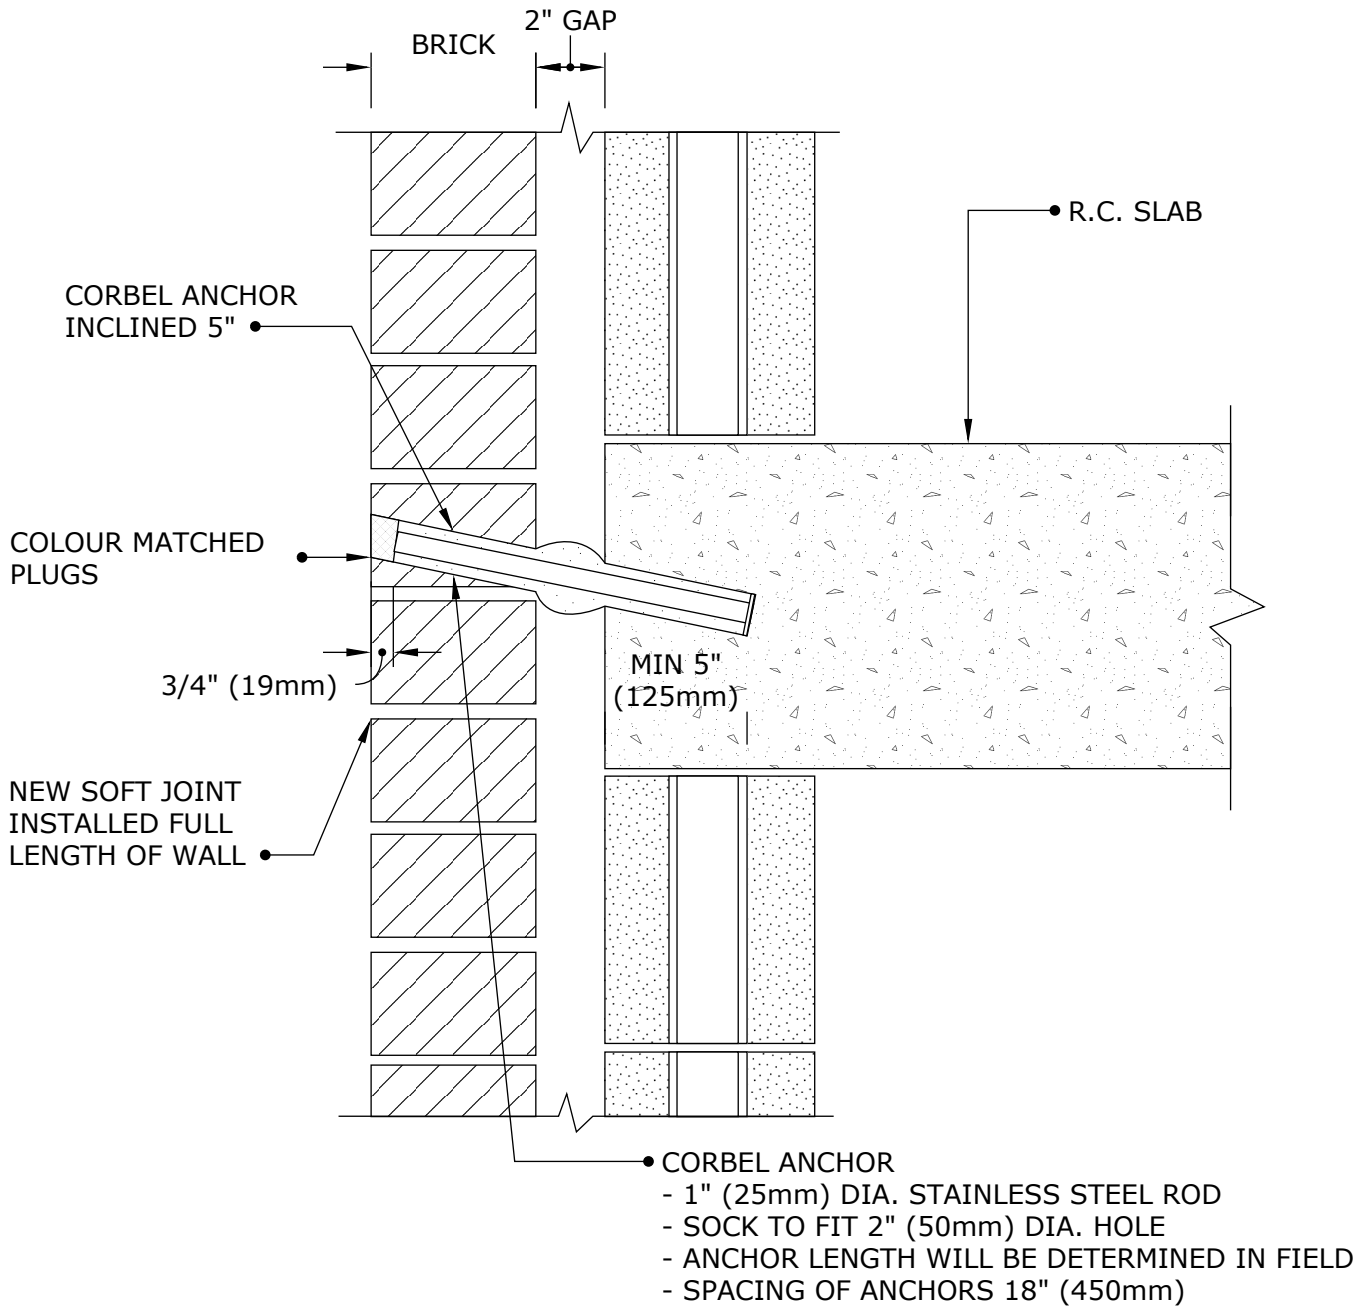 2" GAP
BRICK
R.C. SLAB
CORBEL ANCHOR
INCLINED 5"
COLOUR MATCHED
PLUGS
MIN 5"
(125mm)
3/4" (19mm)
NEW SOFT JOINT
INSTALLED FULL
LENGTH OF WALL
CORBEL ANCHOR
- 1" (25mm) DIA. STAINLESS STEEL ROD
- SOCK TO FIT 2" (50mm) DIA. HOLE
- ANCHOR LENGTH WILL BE DETERMINED IN FIELD
- SPACING OF ANCHORS 18" (450mm)